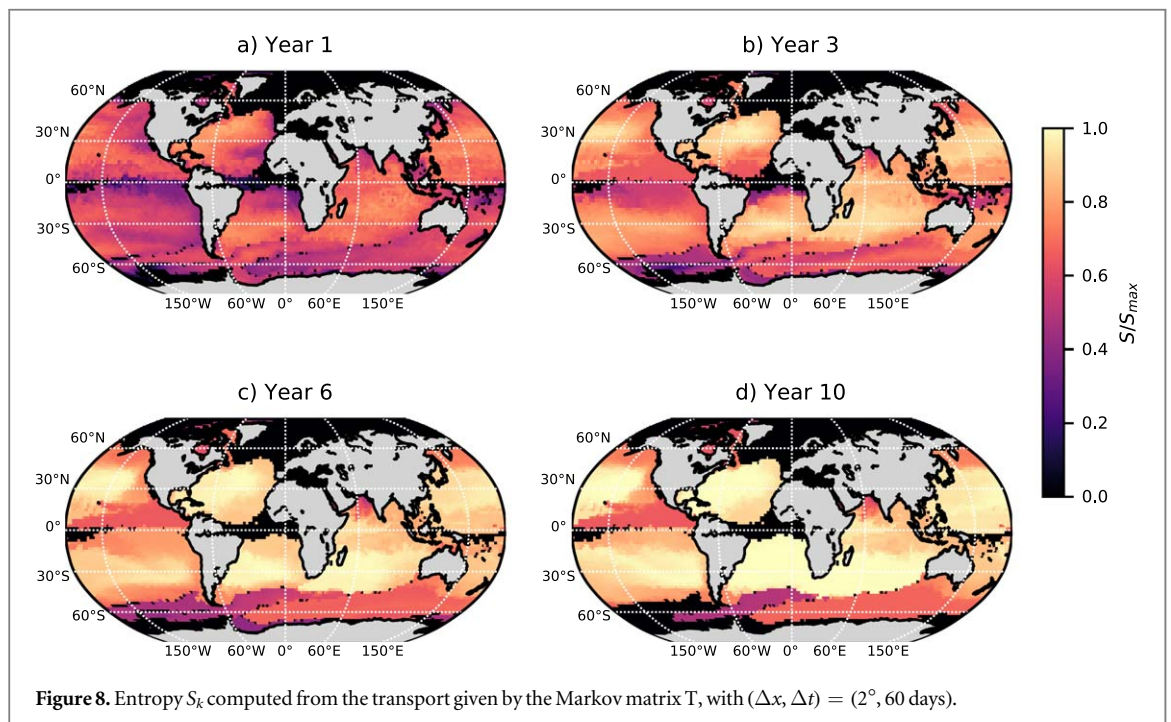 a) Year 1
b) Year 3
60°N
30°N
0°
30°S
60°S
150°W 60°W 0° 60°E 150°E
60°N
30°N
0°
30°S
60°S
150°W 60°W 0° 60°E 150°E
c) Year 6
d) Year 10
60°N
30°N
0°
30°S
60°S
150°W 60°W 0° 60°E 150°E
60°N
30°N
0°
30°S
60°S
150°W 60°W 0° 60°E 150°E
1.0
0.8
0.6
0.4
0.2
0.0
S/Smax
Figure 8. Entropy Sk computed from the transport given by the Markov matrix T, with (Δx, Δt) = (2°, 60 days).